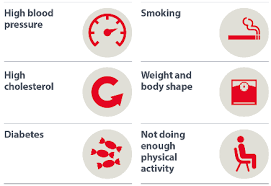 High blood
pressure
Smoking
High
cholesterol
Weight and
body shape
Diabetes
Not doing
enough
physical
activity